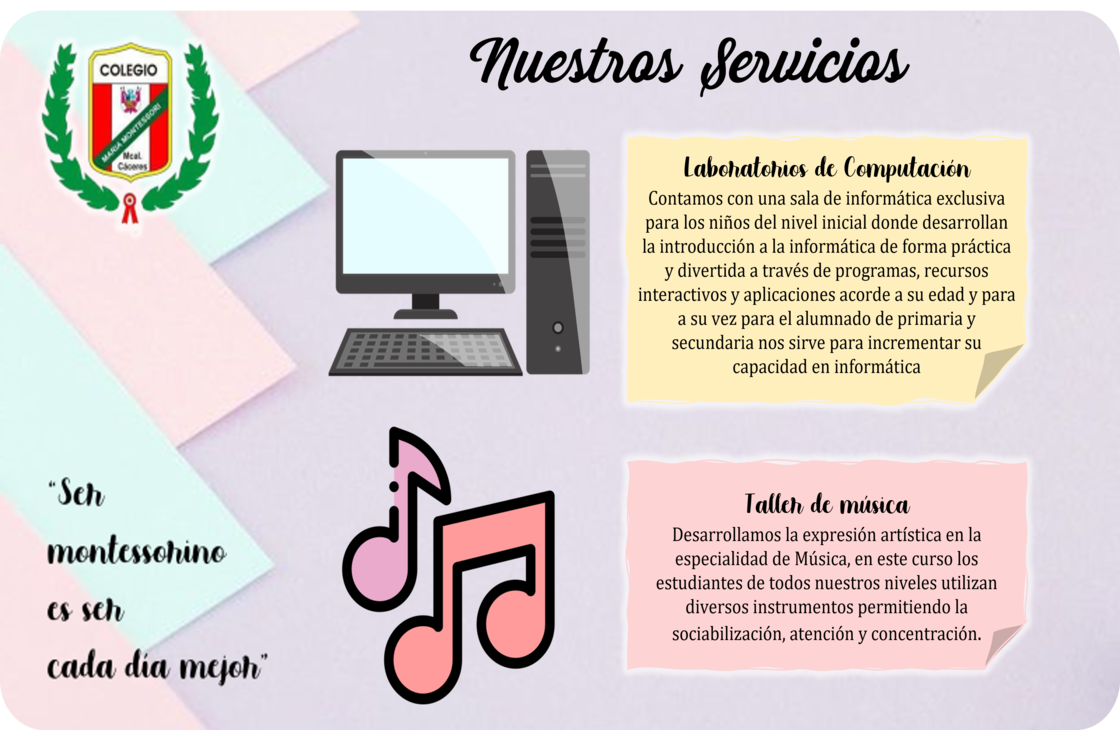 COLEGIO
MARIA MONTESSORI
Mcal.
Cáceres
Nuestros Servicios
Laboratorios de Computación
Contamos con una sala de informática exclusiva
para los niños del nivel inicial donde desarrollan
la introducción a la informática de forma práctica
y divertida a través de programas, recursos
interactivos y aplicaciones acorde a su edad y para
a su vez para el alumnado de primaria y
secundaria nos sirve para incrementar su
capacidad en informática
Taller de música
Desarrollamos la expresión artística en la
especialidad de Música, en este curso los
estudiantes de todos nuestros niveles utilizan
diversos instrumentos permitiendo la
sociabilización, atención y concentración.
“Ser
montessorino
es ser
cada día mejor”